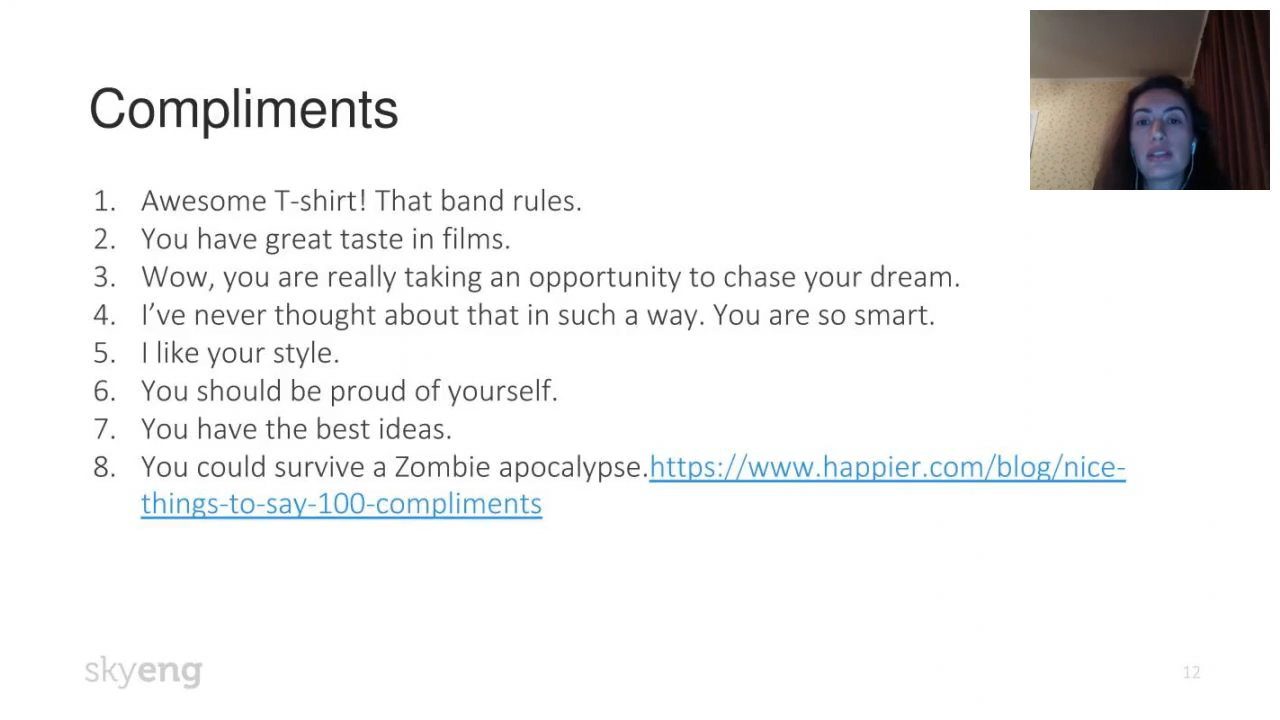 Compliments
1. Awesome T-shirt! That band rules.
2. You have great taste in films.
3. Wow, you are really taking an opportunity to chase your dream.
4. I’ve never thought about that in such a way. You are so smart.
5. I like your style.
6. You should be proud of yourself.
7. You have the best ideas.
8. You could survive a Zombie apocalypse.https://www.happier.com/blog/nice-
things-to-say-100-compliments
skyeng
12